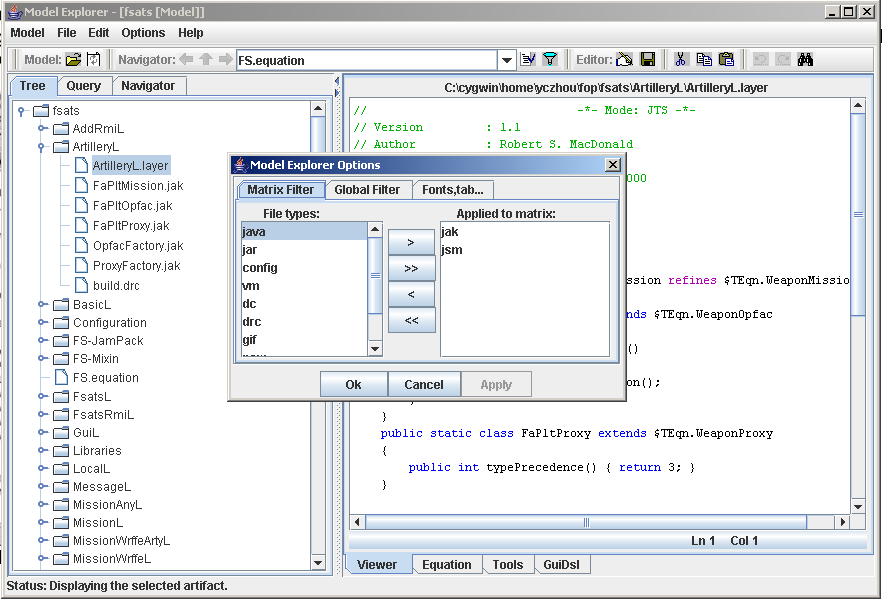 Model Explorer - [fsats [Model]]
Model File Edit Options Help
Model: Navigator: FS.equation Editor:
Tree Query Navigator
fsats
AddRmiL
ArtilleryL
ArtilleryL.layer
FaPltMission.jak
FaPltOpfac.jak
FaPltProxy.jak
OpfacFactory.jak
ProxyFactory.jak
build.drc
BasicL
Configuration
FS-JamPack
FS-Mixin
FS.equation
FsatsL
FsatsRmiL
GuiL
Libraries
LocalL
MessageL
MissionAnyL
MissionL
MissionWrffeArtyL
MissionWrffeL
C:\cygwin\home\yczhou\fop\fsats\ArtilleryL\ArtilleryL.layer
// -*- Mode: JTS -*-
// Version : 1.1
// Author : Robert S. MacDonald
000
ssion refines $TEqn.WeaponMissio
nds $TEqn.WeaponOpfac
()
on();
}
}
public static class FaPltProxy extends $TEqn.WeaponProxy
{
public int typePrecedence() { return 3; }
}
Ln 1 Col 1
Viewer Equation Tools GuiDsl
Model Explorer Options
Matrix Filter Global Filter Fonts,tab...
File types:
java
jar
config
vm
dc
drc
gif
>
>>
<
<<
Applied to matrix:
jak
jsm
Ok Cancel Apply
Status: Displaying the selected artifact.